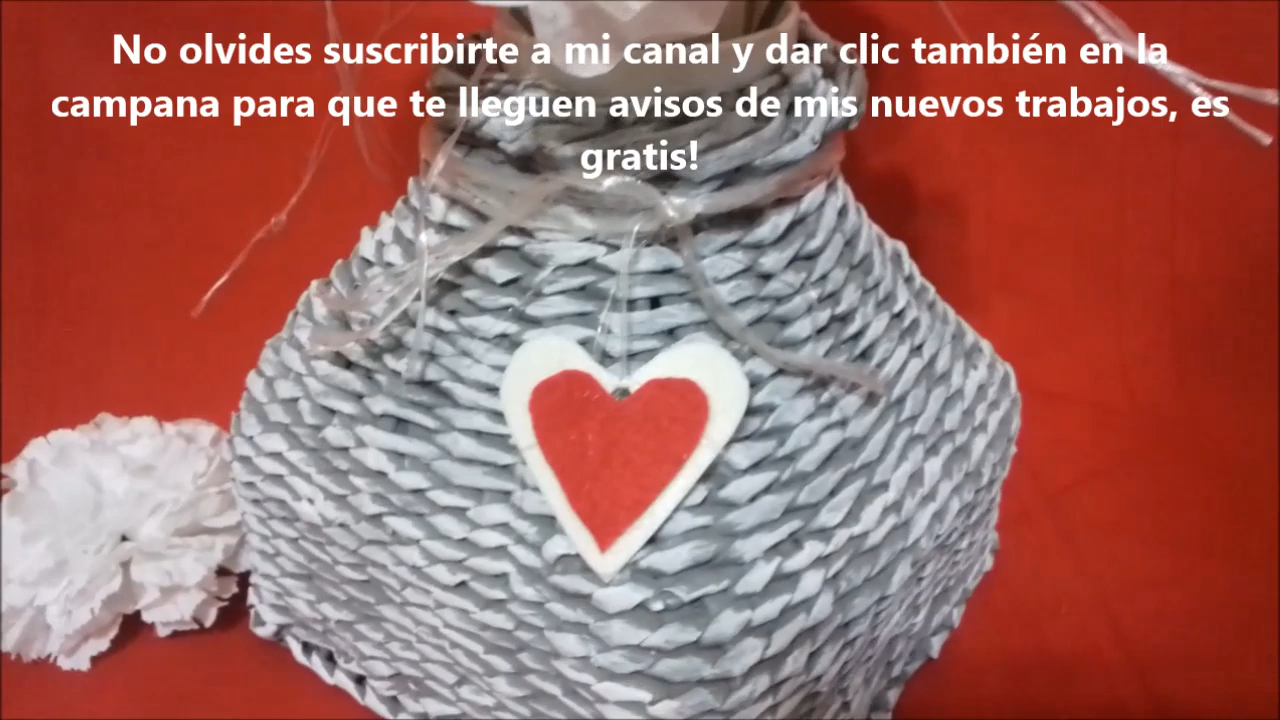 No olvides suscribirte a mi canal y dar clic también en la
campana para que te lleguen avisos de mis nuevos trabajos, es
gratis!